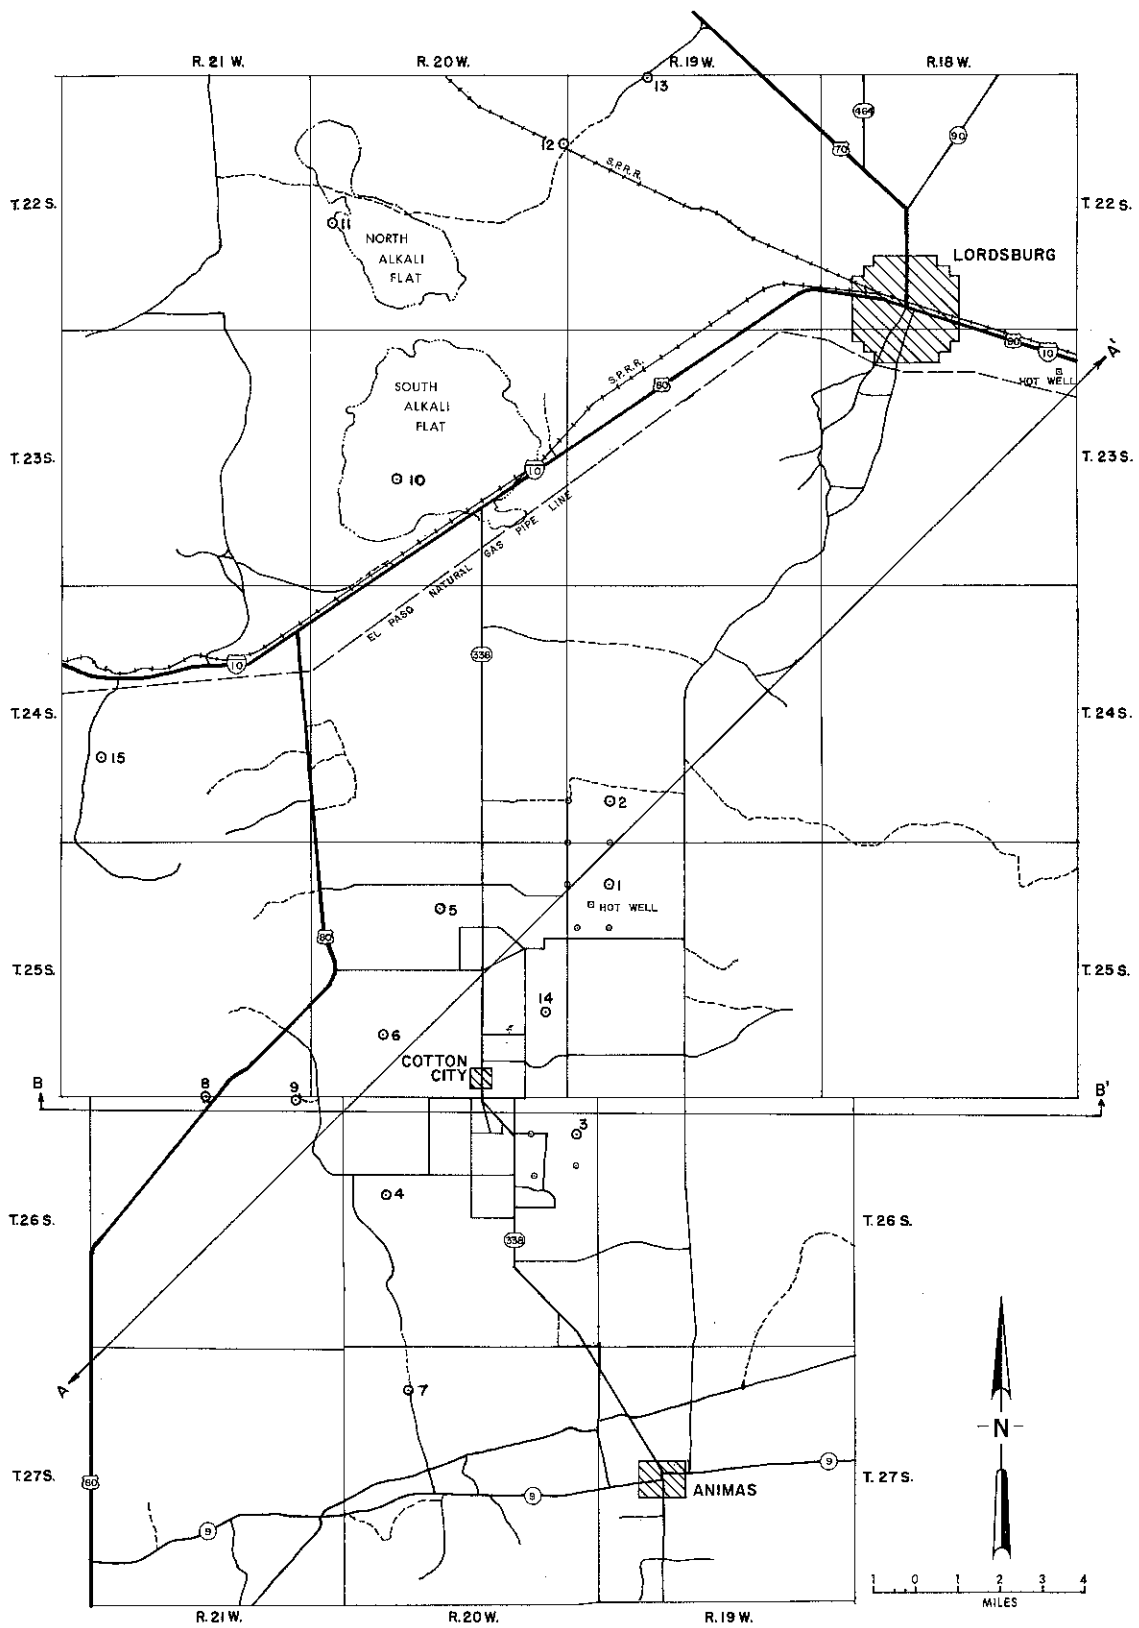 R. 21 W.
R. 20 W.
R. 19 W.
R. 18 W.
13
464
90
70
12
S.P.R.R.
T. 22 S.
T. 22 S.
11
NORTH
ALKALI
FLAT
LORDSBURG
80
10
A'
HOT WELL
S.P.R.R.
80
SOUTH
ALKALI
FLAT
T. 23 S.
T. 23 S.
10
10
EL PASO NATURAL GAS PIPE LINE
338
10
T. 24 S.
T. 24 S.
15
2
1
HOT WELL
5
80
T. 25 S.
T. 25 S.
14
6
COTTON
CITY
B
8
9
B'
3
4
T. 26 S.
T. 26 S.
338
A
7
N
T. 27 S.
80
9
9
9
ANIMAS
T. 27 S.
1 0 1 2 3 4
MILES
R. 21 W.
R. 20 W.
R. 19 W.